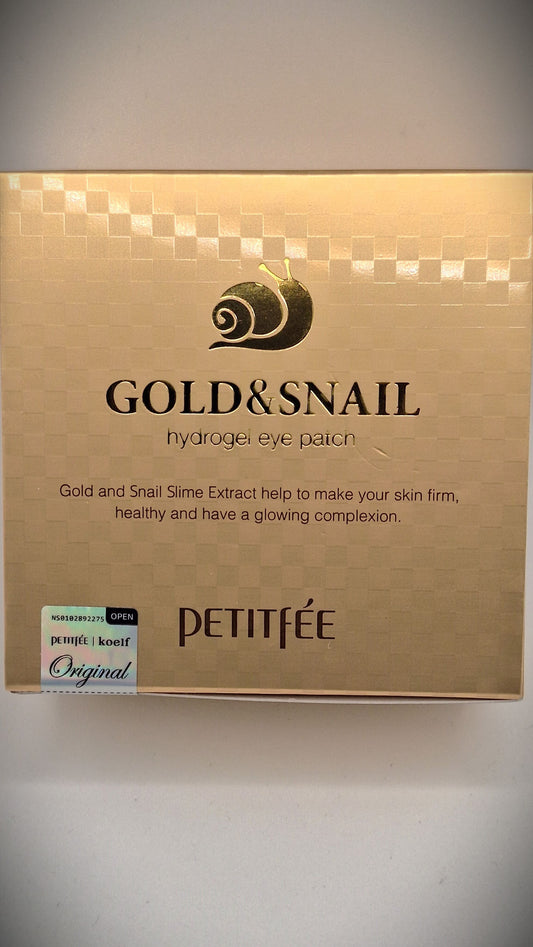 GOLD&SNAIL
hydrogel eye patch
Gold and Snail Slime Extract help to make your skin firm,
healthy and have a glowing complexion.
PETITFÉE
NS0102892275 OPEN
PETITFÉE | koelf
Original